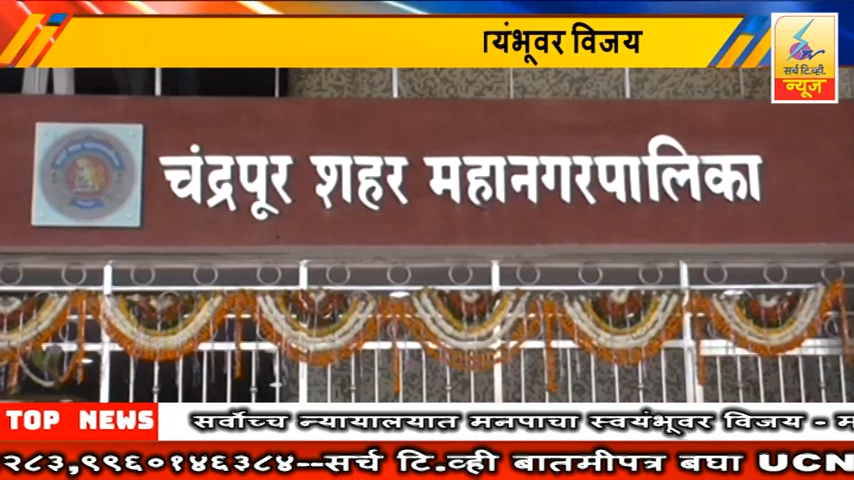 यंभूवर विजय
सर्च टि.व्ही.
न्यूज
चंद्रपूर शहर महानगरपालिका
TOP NEWS
सर्वोच्च न्यायालयात मनपाचा स्वयंभूवर विजय - म
२८३,९९६०१४६३८४--सर्च टि.व्ही बातमीपत्र बघा UCN